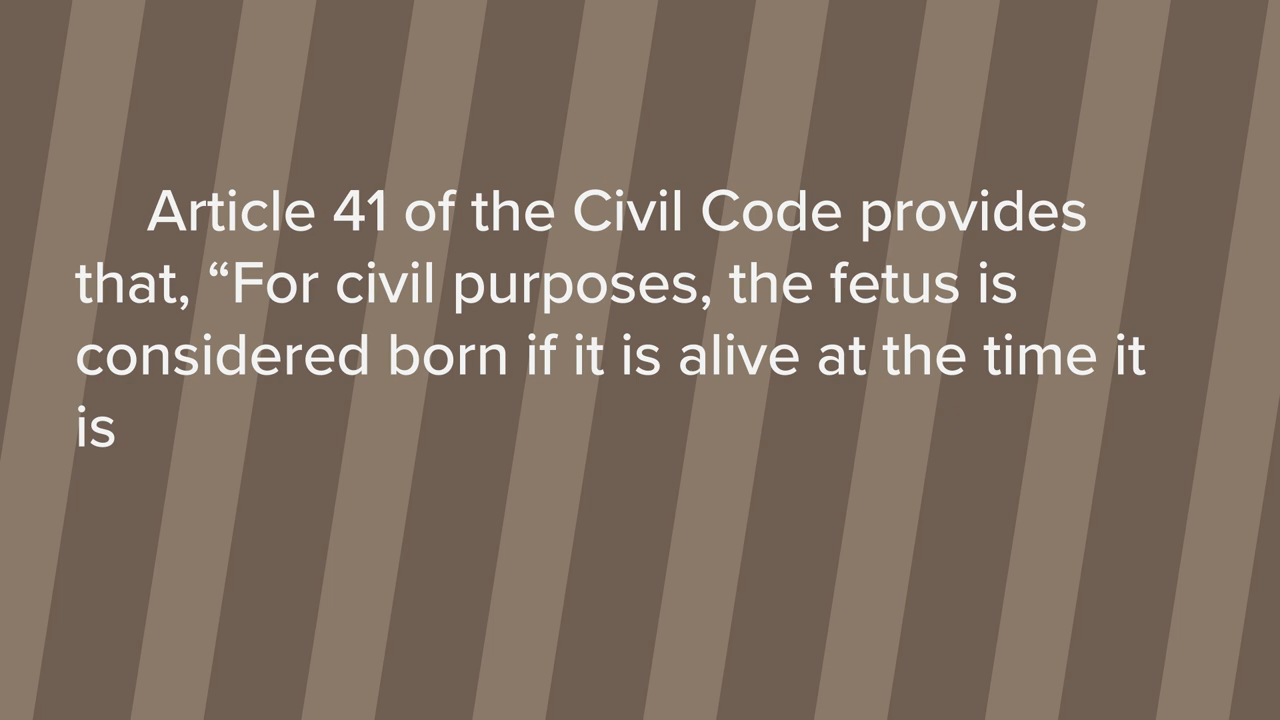 Article 41 of the Civil Code provides
that, “For civil purposes, the fetus is
considered born if it is alive at the time it
is